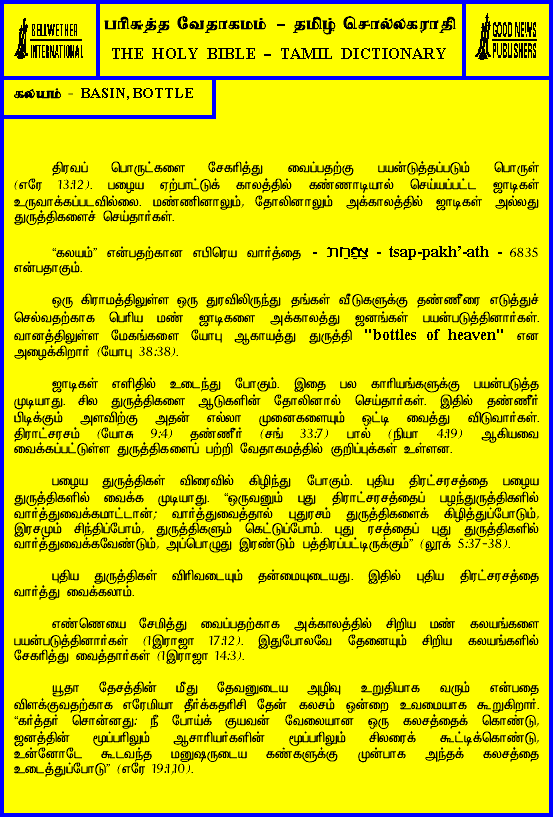 BELLWETHER
INTERNATIONAL
பரிசுத்த வேதாகமம் – தமிழ் சொல்லகராதி
THE HOLY BIBLE – TAMIL DICTIONARY
GOOD NEWS
PUBLISHERS
கலயம் - BASIN, BOTTLE
திரவப் பொருட்களை சேகரித்து வைப்பதற்கு பயன்டுத்தப்படும் பொருள்
(எரே 13:12). பழைய ஏற்பாட்டுக் காலத்தில் கண்ணாடியால் செய்யப்பட்ட ஜாடிகள்
உருவாக்கப்படவில்லை. மண்ணினாலும், தோலினாலும் அக்காலத்தில் ஜாடிகள் அல்லது
துருத்திகளைச் செய்தார்கள்.
“கலயம்” என்பதற்கான எபிரெய வார்த்தை - - tsap-pakh’-ath - 6835
என்பதாகும்.
ஒரு கிராமத்திலுள்ள ஒரு துரவிலிருந்து தங்கள் வீடுகளுக்கு தண்ணீரை எடுத்துச்
செல்வதற்காக பெரிய மண் ஜாடிகளை அக்காலத்து ஜனங்கள் பயன்படுத்தினார்கள்.
வானத்திலுள்ள மேகங்களை யோபு ஆகாயத்து துருத்தி "bottles of heaven" என
அழைக்கிறார் (யோபு 38:38).
ஜாடிகள் எளிதில் உடைந்து போகும். இதை பல காரியங்களுக்கு பயன்படுத்த
முடியாது. சில துருத்திகளை ஆடுகளின் தோலினால் செய்தார்கள். இதில் தண்ணீர்
பிடிக்கும் அளவிற்கு அதன் எல்லா முனைகளையும் ஒட்டி வைத்து விடுவார்கள்.
திராட்சரசம் (யோசு 9:4) தண்ணீர் (சங் 33:7) பால் (நியா 4:19) ஆகியவை
வைக்கப்பட்டுள்ள துருத்திகளைப் பற்றி வேதாகமத்தில் குறிப்புக்கள் உள்ளன.
பழைய துருத்திகள் விரைவில் கிழிந்து போகும். புதிய திரட்சரசத்தை பழைய
துருத்திகளில் வைக்க முடியாது. “ஒருவனும் புது திராட்சரசத்தைப் பழந்துருத்திகளில்
வார்த்துவைக்கமாட்டான்; வார்த்துவைத்தால் புதுரசம் துருத்திகளைக் கிழித்துப்போடும்,
இரசமும் சிந்திப்போம், துருத்திகளும் கெட்டுப்போம். புது ரசத்தைப் புது துருத்திகளில்
வார்த்துவைக்கவேண்டும், அப்பொழுது இரண்டும் பத்திரப்பட்டிருக்கும்” (லூக் 5:37-38).
புதிய துருத்திகள் விரிவடையும் தன்மையுடையது. இதில் புதிய திரட்சரசத்தை
வார்த்து வைக்கலாம்.
எண்ணெயை சேமித்து வைப்பதற்காக அக்காலத்தில் சிறிய மண் கலயங்களை
பயன்படுத்தினார்கள் (1இராஜா 17:12). இதுபோலவே தேனையும் சிறிய கலயங்களில்
சேகரித்து வைத்தார்கள் (1இராஜா 14:3).
யூதா தேசத்தின் மீது தேவனுடைய அழிவு உறுதியாக வரும் என்பதை
விளக்குவதற்காக எரேமியா தீர்க்கதரிசி தேன் கலசம் ஒன்றை உவமையாக கூறுகிறார்.
“கர்த்தர் சொன்னது: நீ போய்க் குயவன் வேலையான ஒரு கலசத்தைக் கொண்டு,
ஜனத்தின் மூப்பரிலும் ஆசாரியர்களின் மூப்பரிலும் சிலரைக் கூட்டிக்கொண்டு,
உன்னோடே கூடவந்த மனுஷருடைய கண்களுக்கு முன்பாக அந்தக் கலசத்தை
உடைத்துப்போடு” (எரே 19:1,10).